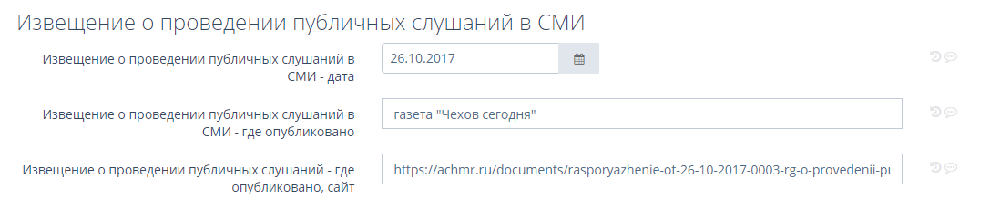 Извещение о проведении публичных слушаний в СМИ
Извещение о проведении публичных слушаний в
СМИ - дата
26.10.2017
Извещение о проведении публичных слушаний в
СМИ - где опубликовано
газета "Чехов сегодня"
Извещение о проведении публичных слушаний - где
опубликовано, сайт
https://achmr.ru/documents/rasporyazhenie-ot-26-10-2017-0003-rg-o-provedenii-pu